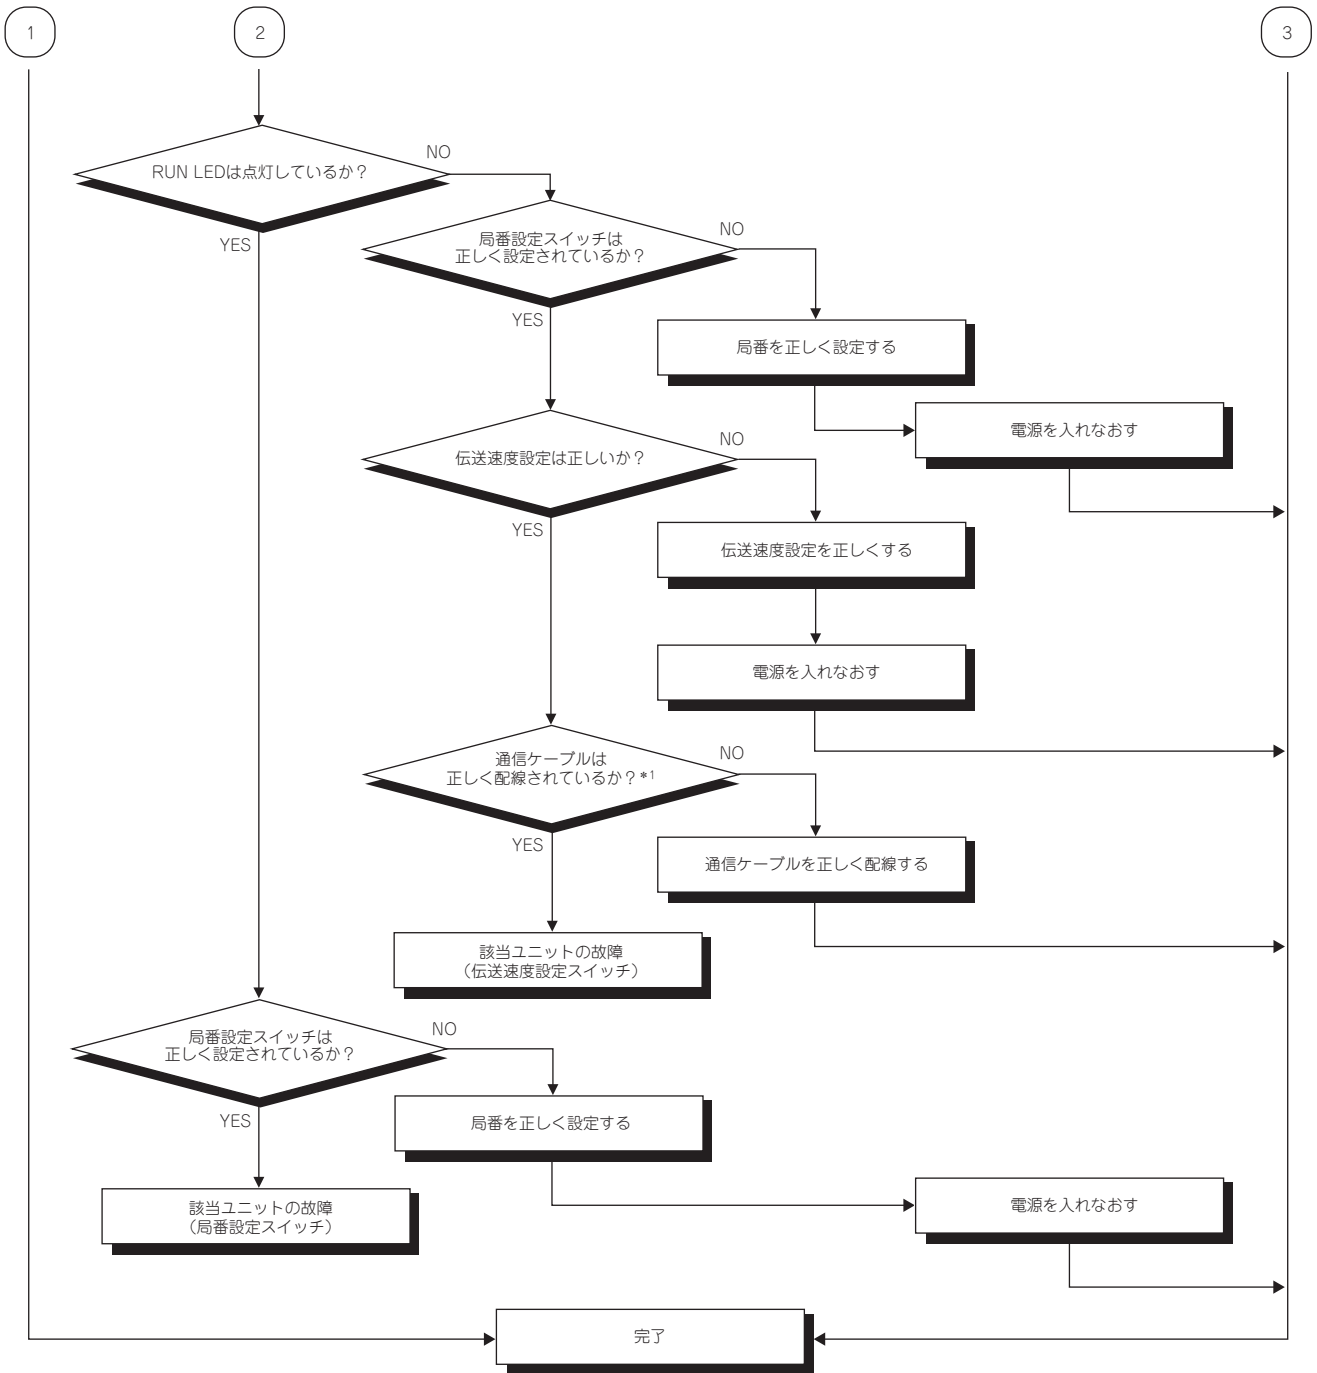 1
2
3
RUN LEDは点灯しているか?
NO
YES
局番設定スイッチは
正しく設定されているか?
NO
YES
局番を正しく設定する
電源を入れなおす
伝送速度設定は正しいか?
NO
YES
伝送速度設定を正しくする
電源を入れなおす
通信ケーブルは
正しく配線されているか?*1
NO
YES
通信ケーブルを正しく配線する
該当ユニットの故障
(伝送速度設定スイッチ)
局番設定スイッチは
正しく設定されているか?
NO
YES
局番を正しく設定する
該当ユニットの故障
(局番設定スイッチ)
電源を入れなおす
完了